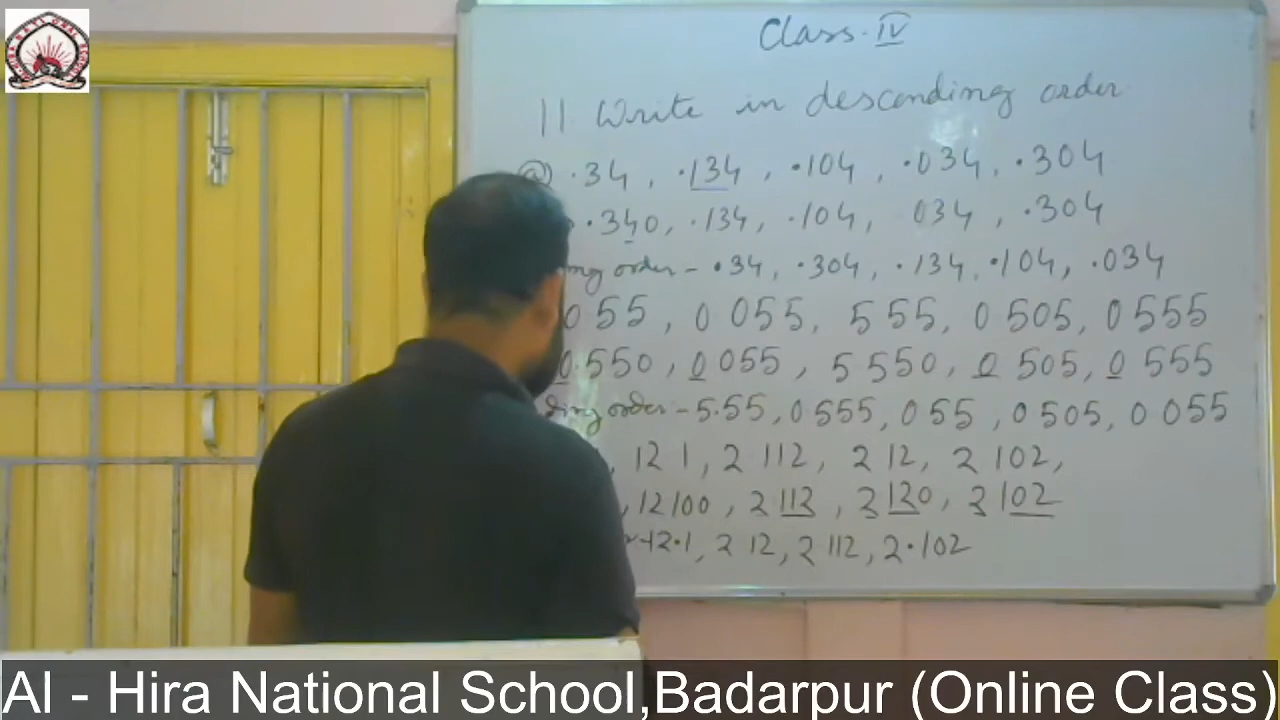 Class. IV
11. Write in descending order
(a) .34, .134, .104, .034, .304
.340, .134, .104, 034, .304
order - .34, .304, .134, .104, .034
0 55, 0 055, 5 55, 0 505, 0 555
0.550, 0 055, 5 550, 0 505, 0 555
order - 5.55, 0 555, 0 55, 0 505, 0 055
, 12 1, 2 112, 2 12, 2 102,
, 12100, 2 112, 2 120, 2 102
12.1, 2 12, 2 112, 2.102
Al - Hira National School,Badarpur (Online Class)